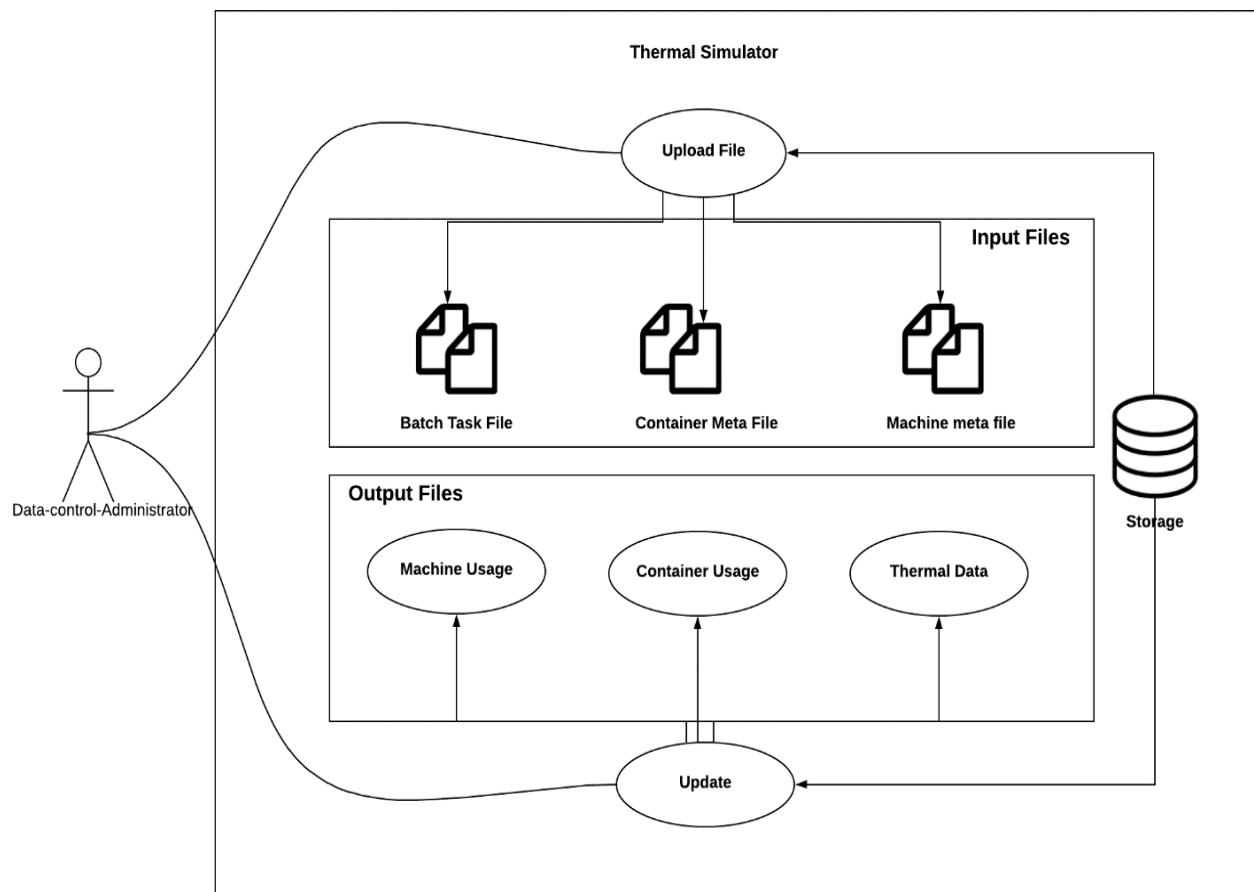 Thermal Simulator
Upload File
Input Files
Batch Task File
Container Meta File
Machine meta file
Data-control-Administrator
Storage
Output Files
Machine Usage
Container Usage
Thermal Data
Update